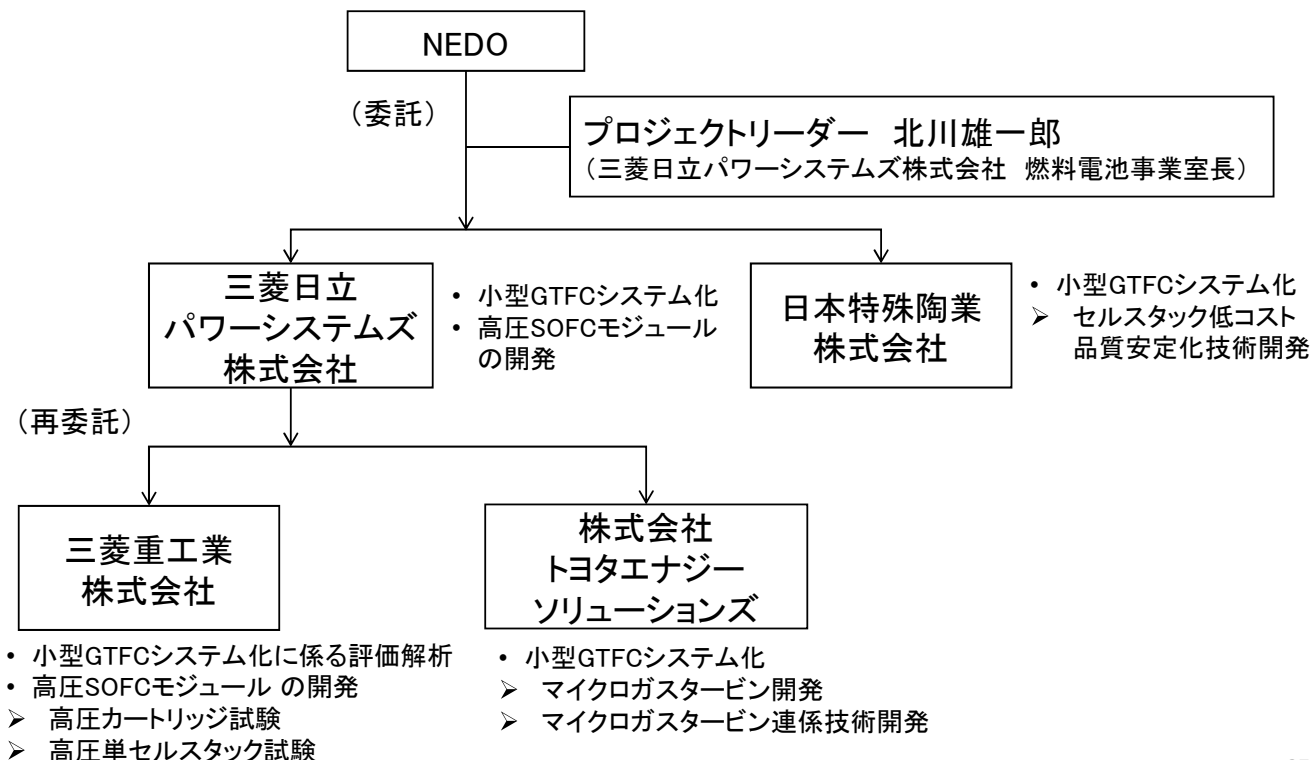 NEDO
（委託）
プロジェクトリーダー　北川雄一郎
（三菱日立パワーシステムズ株式会社　燃料電池事業室長）
三菱日立
パワーシステムズ
株式会社
• 小型GTFCシステム化
• 高圧SOFCモジュール
の開発
日本特殊陶業
株式会社
• 小型GTFCシステム化
➢ セルスタック低コスト
品質安定化技術開発
（再委託）
三菱重工業
株式会社
• 小型GTFCシステム化に係る評価解析
• 高圧SOFCモジュール の開発
➢ 高圧カートリッジ試験
➢ 高圧単セルスタック試験
株式会社
トヨタエナジー
ソリューションズ
• 小型GTFCシステム化
➢ マイクロガスタービン開発
➢ マイクロガスタービン連係技術開発